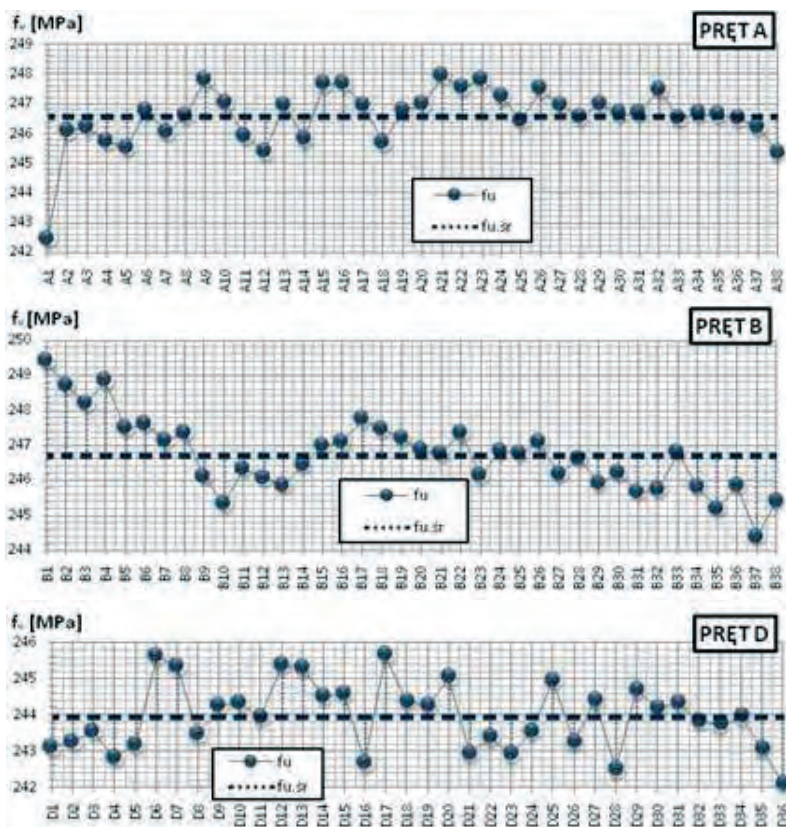 fᵤ [MPa]
PRĘT A
249
248
247
246
245
244
243
242
fu
fu.śr
A1 A2 A3 A4 A5 A6 A7 A8 A9 A10 A11 A12 A13 A14 A15 A16 A17 A18 A19 A20 A21 A22 A23 A24 A25 A26 A27 A28 A29 A30 A31 A32 A33 A34 A35 A36 A37 A38
fᵤ [MPa]
PRĘT B
250
249
248
247
246
245
244
fu
fu.śr
B1 B2 B3 B4 B5 B6 B7 B8 B9 B10 B11 B12 B13 B14 B15 B16 B17 B18 B19 B20 B21 B22 B23 B24 B25 B26 B27 B28 B29 B30 B31 B32 B33 B34 B35 B36 B37 B38
fᵤ [MPa]
PRĘT D
246
245
244
243
242
fu
fu.śr
D1 D2 D3 D4 D5 D6 D7 D8 D9 D10 D11 D12 D13 D14 D15 D16 D17 D18 D19 D20 D21 D22 D23 D24 D25 D26 D27 D28 D29 D30 D31 D32 D33 D34 D35 D36